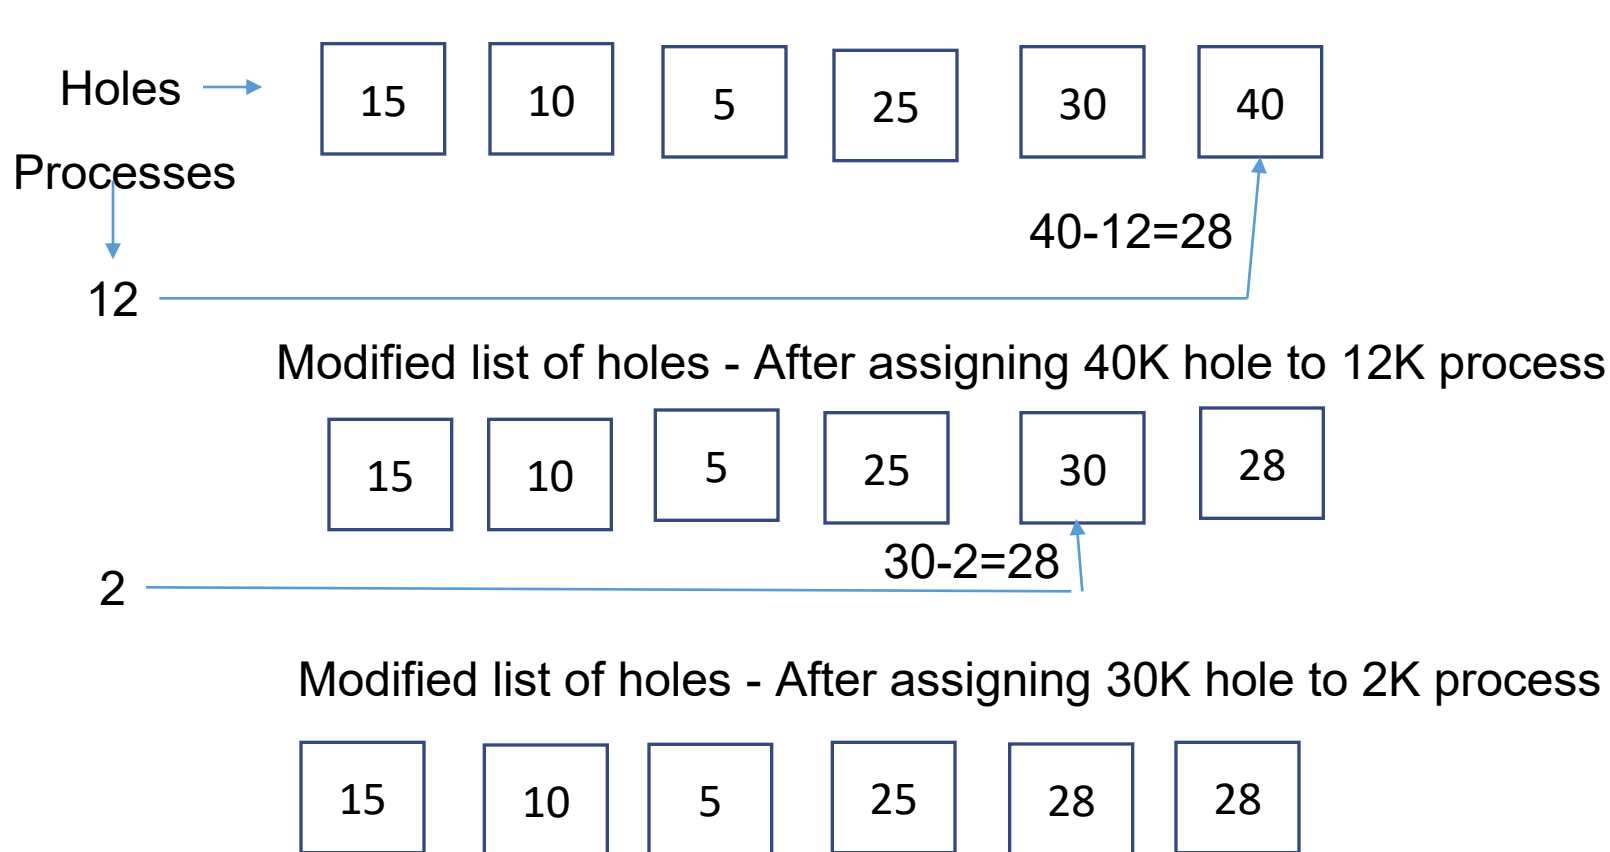 Holes 15 10 5 25 30 40
Processes
40-12=28
12
Modified list of holes - After assigning 40K hole to 12K process
15 10 5 25 30 28
30-2=28
2
Modified list of holes - After assigning 30K hole to 2K process
15 10 5 25 28 28